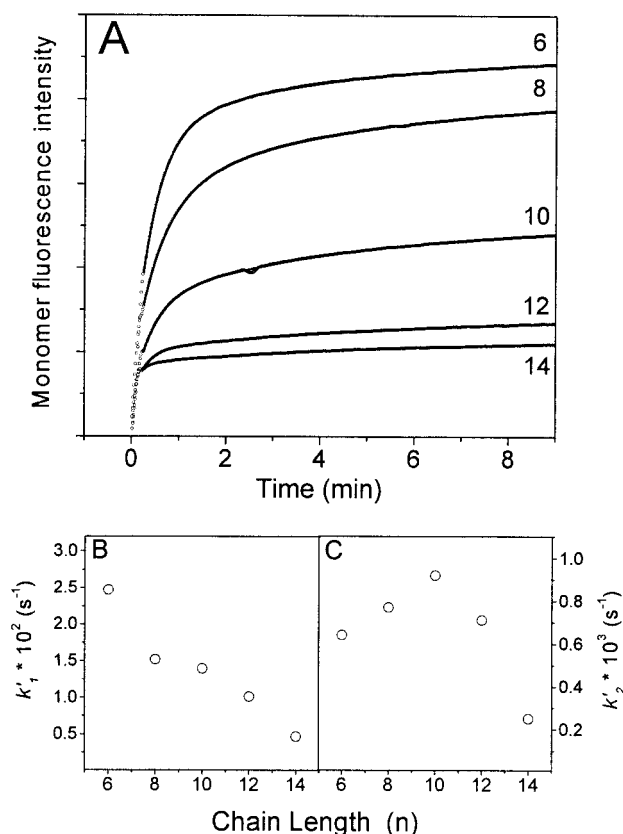 A
Monomer fluorescence intensity
6
8
10
12
14
0 2 4 6 8
Time (min)
B
k'₁ * 10² (s⁻¹)
3.0
2.5
2.0
1.5
1.0
0.5
6 8 10 12 14
C
1.0
0.8
0.6
0.4
0.2
k'₂ * 10³ (s⁻¹)
6 8 10 12 14
Chain Length (n)